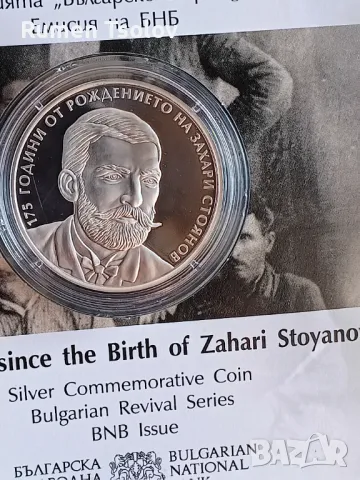 Rumen Tsolov
Емисия на БНБ
175 ГОДИНИ ОТ РОЖДЕНИЕТО НА ЗАХАРИ СТОЯНОВ
since the Birth of Zahari Stoyanov
Silver Commemorative Coin
Bulgarian Revival Series
BNB Issue
БЪЛГАРСКА
BULGARIAN
NATIONAL
BAZAR